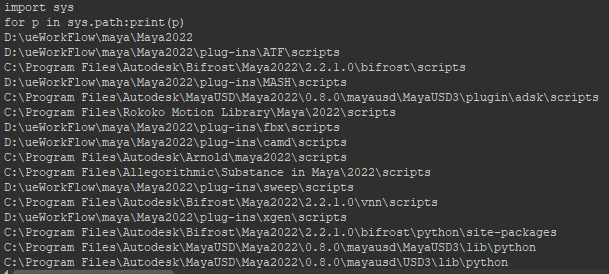 import sys
for p in sys.path:print(p)
D:\ueWorkFlow\maya\Maya2022
D:\ueWorkFlow\maya\Maya2022\plug-ins\ATF\scripts
C:\Program Files\Autodesk\Bifrost\Maya2022\2.2.1.0\bifrost\scripts
D:\ueWorkFlow\maya\Maya2022\plug-ins\MASH\scripts
C:\Program Files\Autodesk\MayaUSD\Maya2022\0.8.0\mayausd\MayaUSD3\plugin\adsk\scripts
C:\Program Files\Rokoko Motion Library\Maya\2022\scripts
D:\ueWorkFlow\maya\Maya2022\plug-ins\fbx\scripts
D:\ueWorkFlow\maya\Maya2022\plug-ins\camd\scripts
C:\Program Files\Autodesk\Arnold\maya2022\scripts
C:\Program Files\Allegorithmic\Substance in Maya\2022\scripts
D:\ueWorkFlow\maya\Maya2022\plug-ins\sweep\scripts
C:\Program Files\Autodesk\Bifrost\Maya2022\2.2.1.0\vnn\scripts
D:\ueWorkFlow\maya\Maya2022\plug-ins\xgen\scripts
C:\Program Files\Autodesk\Bifrost\Maya2022\2.2.1.0\bifrost\python\site-packages
C:\Program Files\Autodesk\MayaUSD\Maya2022\0.8.0\mayausd\MayaUSD3\lib\python
C:\Program Files\Autodesk\MayaUSD\Maya2022\0.8.0\mayausd\USD3\lib\python